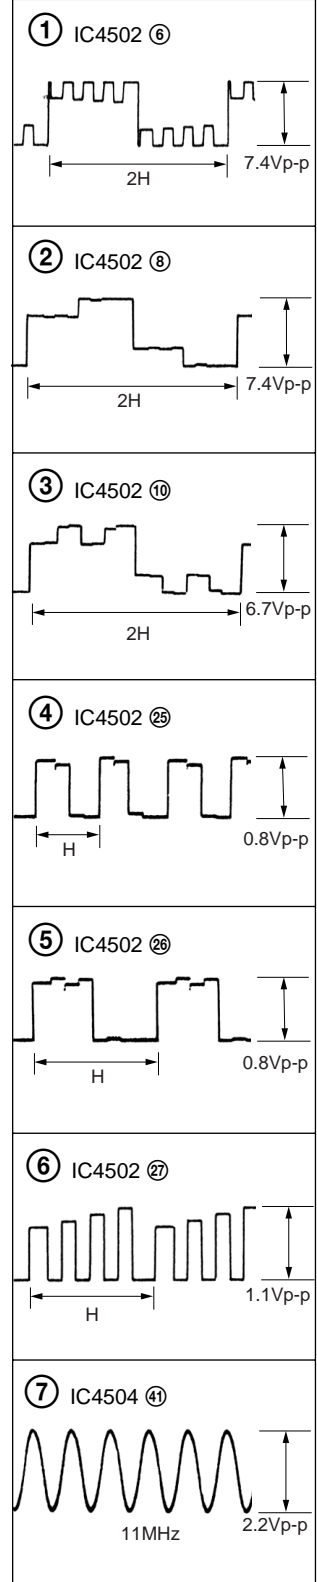 ① IC4502 ⑥
7.4Vp-p
2H
② IC4502 ⑧
7.4Vp-p
2H
③ IC4502 ⑩
6.7Vp-p
2H
④ IC4502 ㉕
0.8Vp-p
H
⑤ IC4502 ㉖
0.8Vp-p
H
⑥ IC4502 ㉗
1.1Vp-p
H
⑦ IC4504 ㊶
2.2Vp-p
11MHz